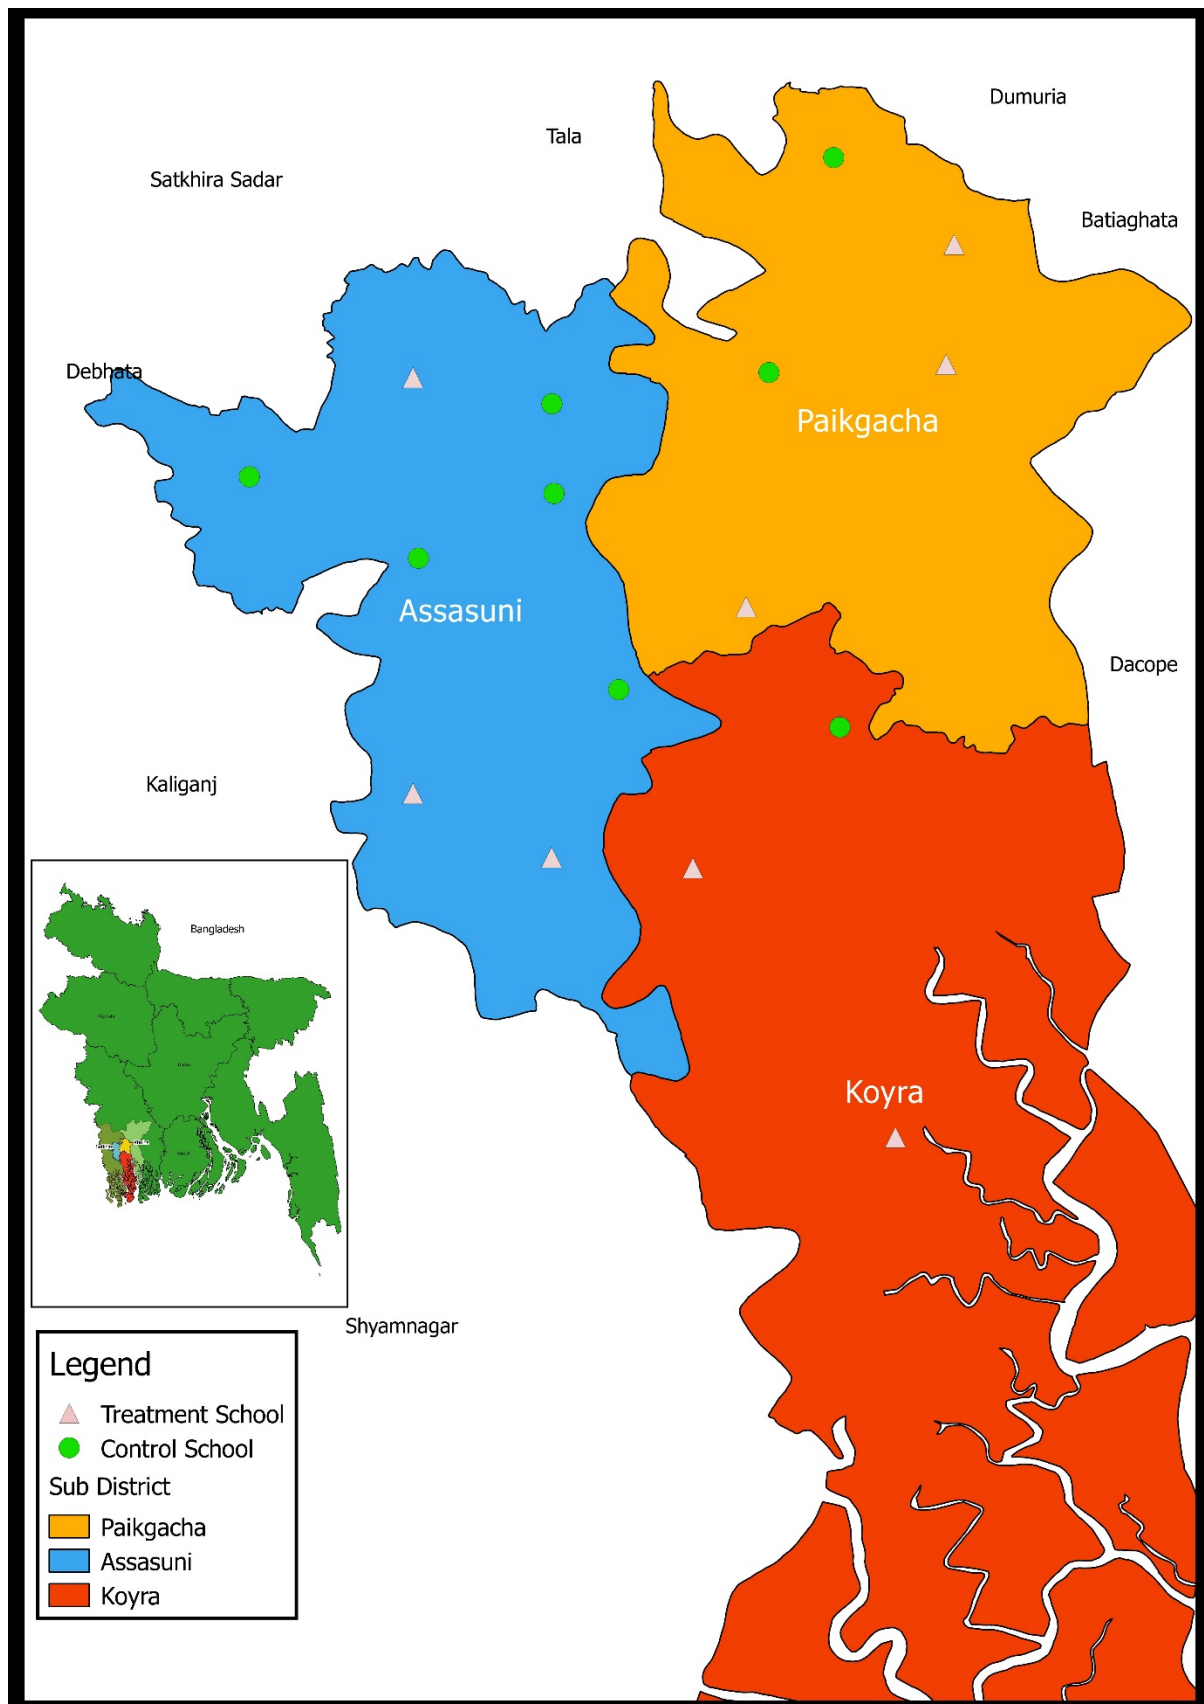 Dumuria
Tala
Satkhira Sadar
Batiaghata
Debhata
Paikgacha
Assasuni
Dacope
Kaliganj
Bangladesh
Koyra
Shyamnagar
Legend
Treatment School
Control School
Sub District
Paikgacha
Assasuni
Koyra